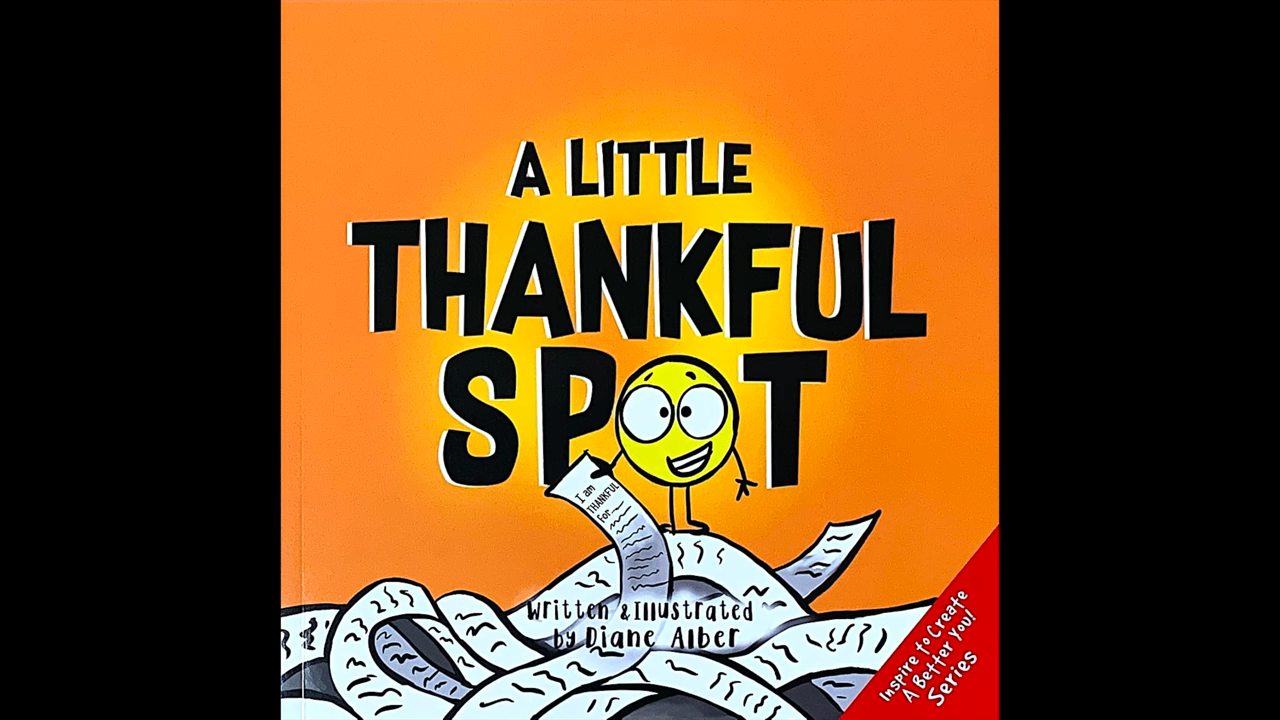 A LITTLE
THANKFUL
SPOT
I am
THANKFUL
for
Written & Illustrated
by Diane Alber
Inspire to Create
A Better You!
Series